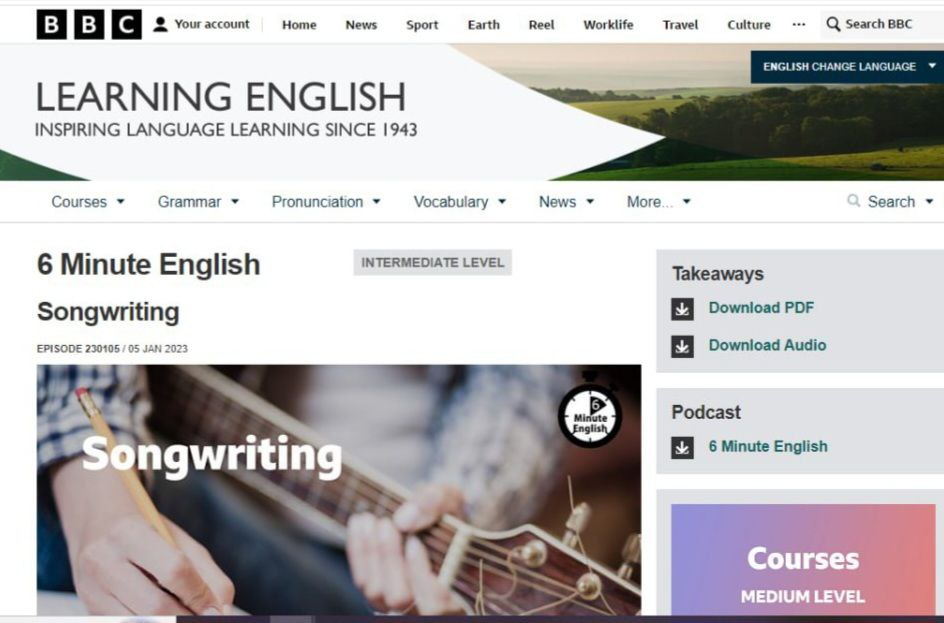 BBC Your account Home News Sport Earth Reel Worklife Travel Culture ... Search BBC
ENGLISH CHANGE LANGUAGE
LEARNING ENGLISH
INSPIRING LANGUAGE LEARNING SINCE 1943
Courses Grammar Pronunciation Vocabulary News More... Search
6 Minute English
INTERMEDIATE LEVEL
Songwriting
EPISODE 230105 / 05 JAN 2023
Songwriting
6
Minute
English
Takeaways
Download PDF
Download Audio
Podcast
6 Minute English
Courses
MEDIUM LEVEL